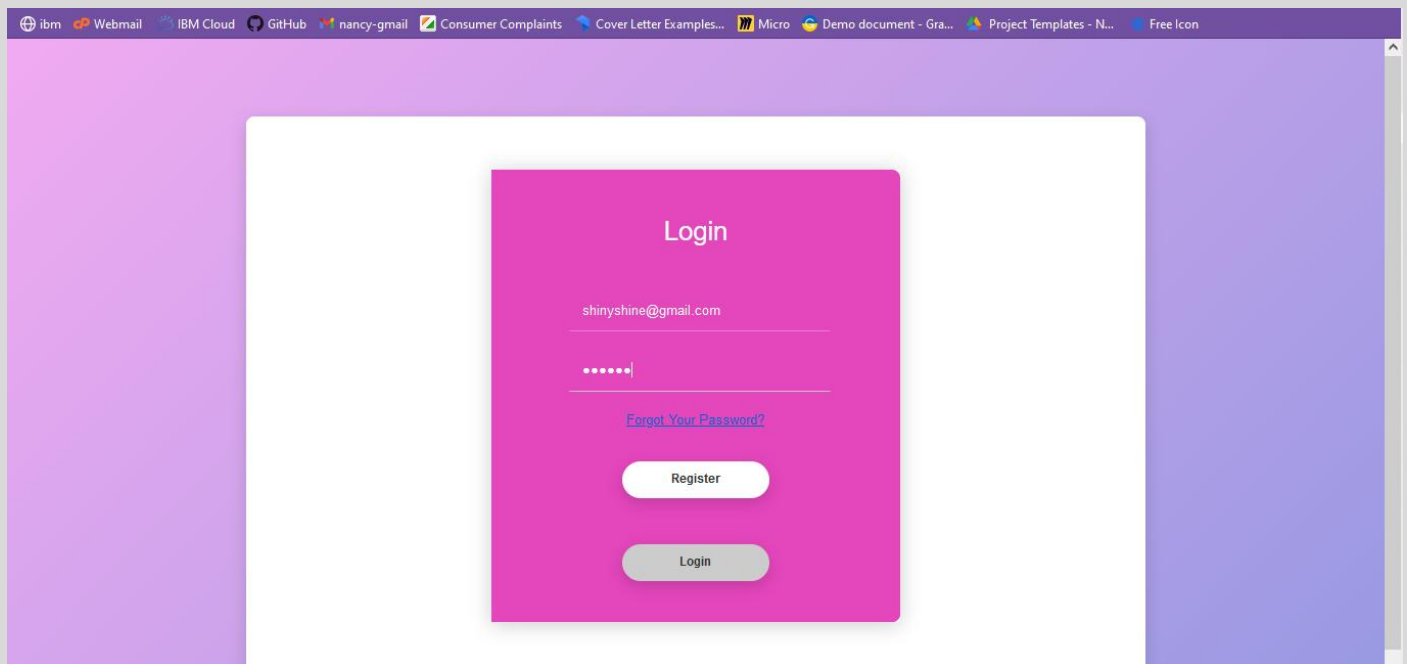 ibm Webmail IBM Cloud GitHub nancy-gmail Consumer Complaints Cover Letter Examples... Micro Demo document - Gra... Project Templates - N... Free Icon
Login
shinyshine@gmail.com
••••••
Forgot Your Password?
Register
Login